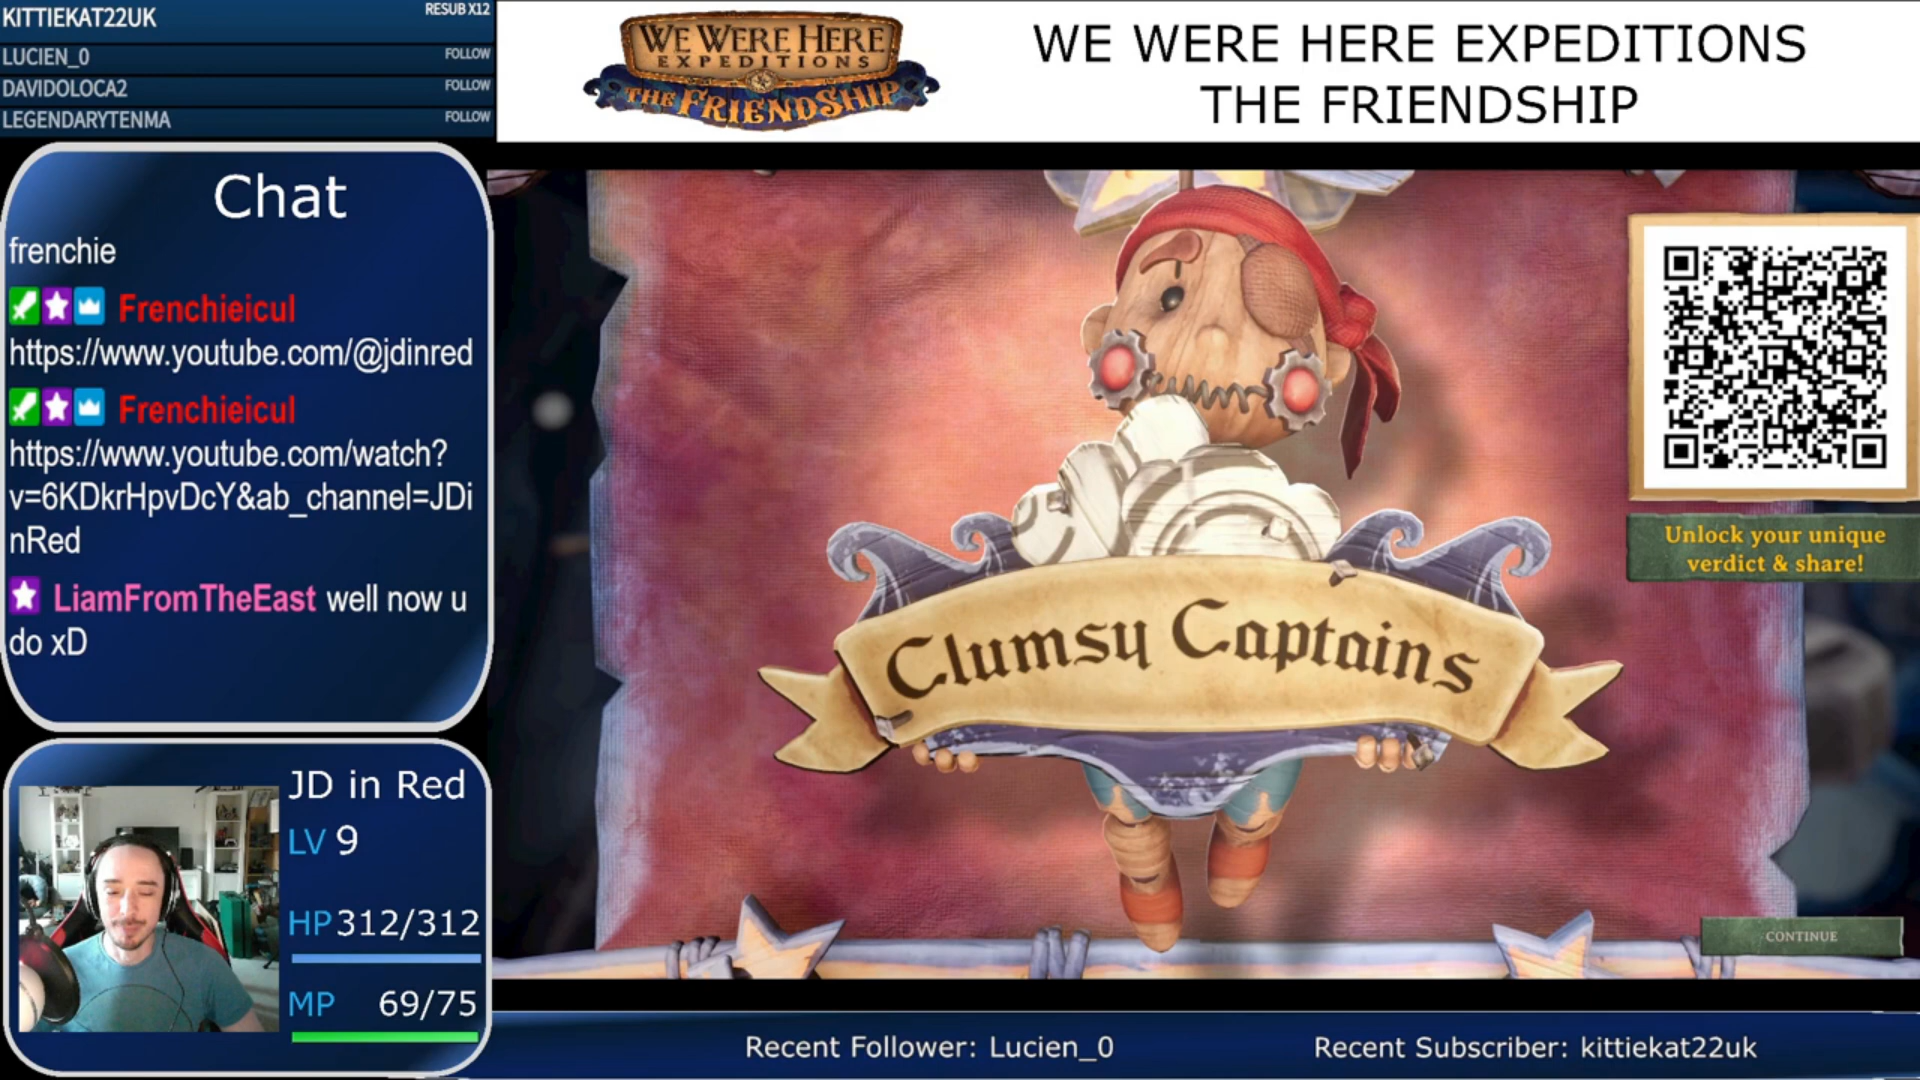 KITTIEKAT22UK RESUB X12
LUCIEN_0 FOLLOW
DAVIDOLOCA2 FOLLOW
LEGENDARYTENMA FOLLOW
WE WERE HERE
EXPEDITIONS
THE FRIENDSHIP
WE WERE HERE EXPEDITIONS
THE FRIENDSHIP
Chat
frenchie
Frenchieicul
https://www.youtube.com/@jdinred
Frenchieicul
https://www.youtube.com/watch?
v=6KDkrHpvDcY&ab_channel=JDi
nRed
LiamFromTheEast well now u
do xD
Clumsy Captains
Unlock your unique
verdict & share!
CONTINUE
JD in Red
LV 9
HP 312/312
MP 69/75
Recent Follower: Lucien_0
Recent Subscriber: kittiekat22uk